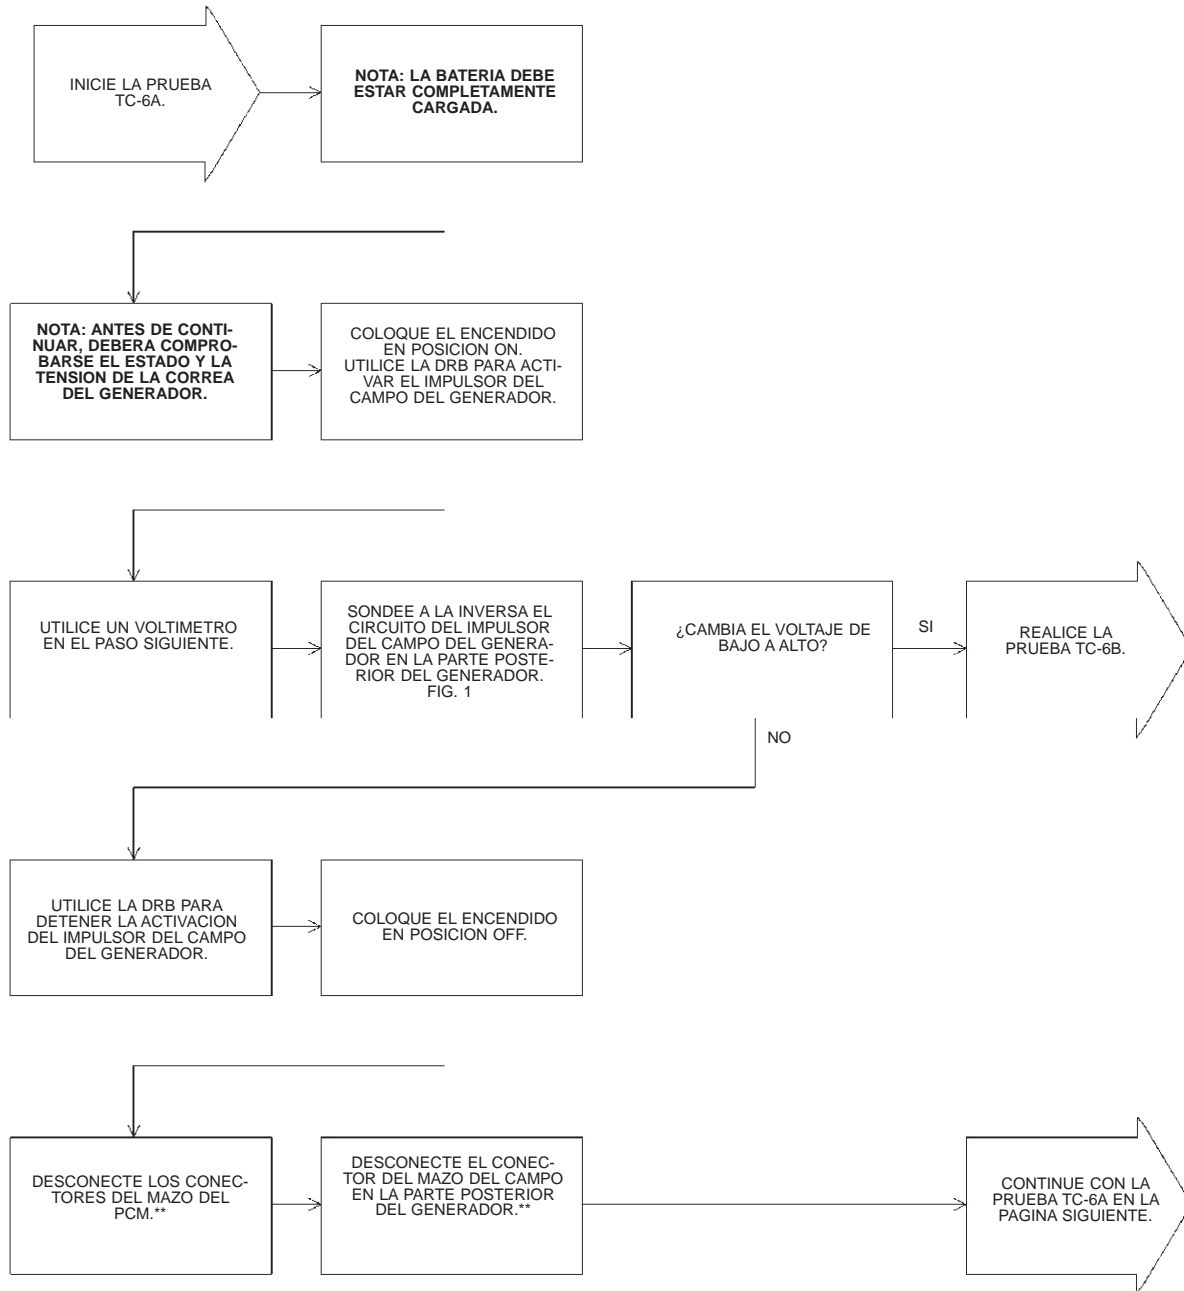 INICIE LA PRUEBA
TC-6A.
NOTA: LA BATERIA DEBE
ESTAR COMPLETAMENTE
CARGADA.
NOTA: ANTES DE CONTI-
NUAR, DEBERA COMPRO-
BARSE EL ESTADO Y LA
TENSION DE LA CORREA
DEL GENERADOR.
COLOQUE EL ENCENDIDO
EN POSICION ON.
UTILICE LA DRB PARA ACTI-
VAR EL IMPULSOR DEL
CAMPO DEL GENERADOR.
UTILICE UN VOLTIMETRO
EN EL PASO SIGUIENTE.
SONDEE A LA INVERSA EL
CIRCUITO DEL IMPULSOR
DEL CAMPO DEL GENERA-
DOR EN LA PARTE POSTE-
RIOR DEL GENERADOR.
FIG. 1
¿CAMBIA EL VOLTAJE DE
BAJO A ALTO?
SI
REALICE LA
PRUEBA TC-6B.
NO
UTILICE LA DRB PARA
DETENER LA ACTIVACION
DEL IMPULSOR DEL CAMPO
DEL GENERADOR.
COLOQUE EL ENCENDIDO
EN POSICION OFF.
DESCONECTE LOS CONEC-
TORES DEL MAZO DEL
PCM.**
DESCONECTE EL CONEC-
TOR DEL MAZO DEL CAMPO
EN LA PARTE POSTERIOR
DEL GENERADOR.**
CONTINUE CON LA
PRUEBA TC-6A EN LA
PAGINA SIGUIENTE.